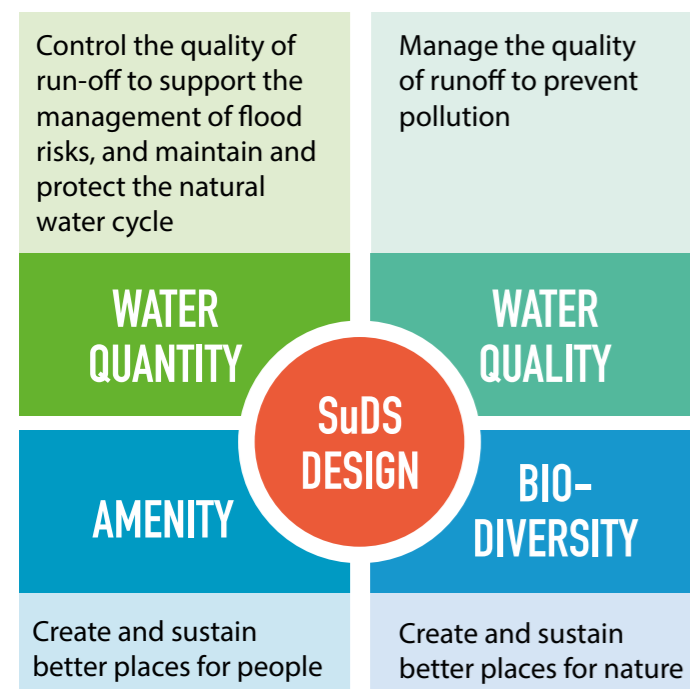 Control the quality of
run-off to support the
management of flood
risks, and maintain and
protect the natural
water cycle
Manage the quality
of runoff to prevent
pollution
WATER
QUANTITY
WATER
QUALITY
SuDS
DESIGN
AMENITY
BIO-
DIVERSITY
Create and sustain
better places for people
Create and sustain
better places for nature